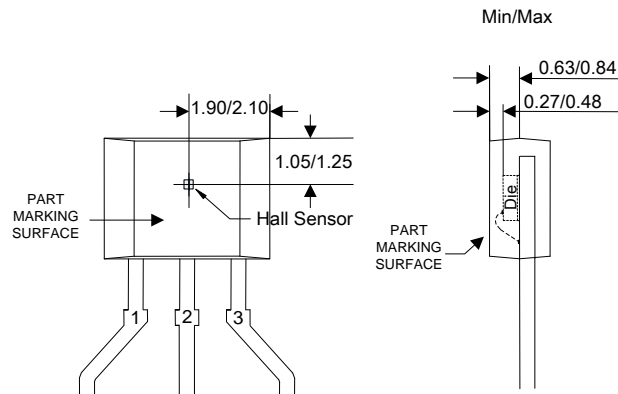 Min/Max
0.63/0.84
0.27/0.48
1.90/2.10
1.05/1.25
Hall Sensor
PART
MARKING
SURFACE
Die
PART
MARKING
SURFACE
1
2
3